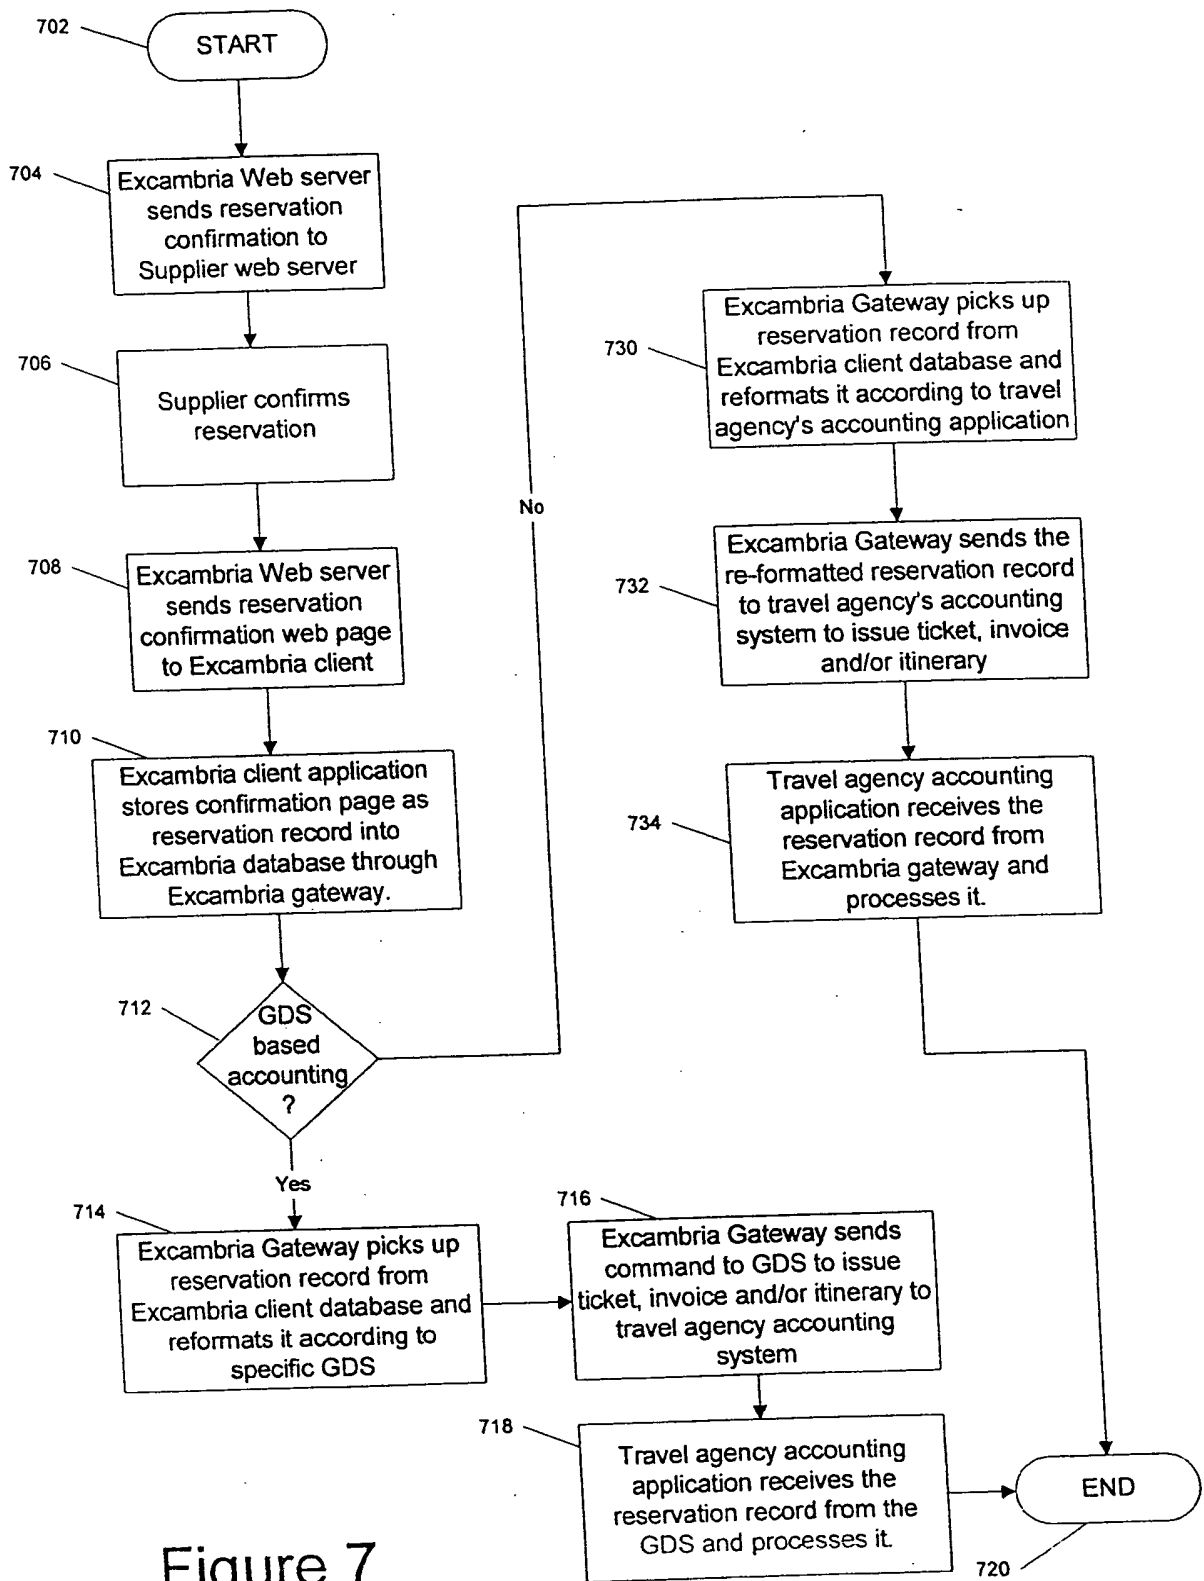 702
START
704
Excambria Web server
sends reservation
confirmation to
Supplier web server
706
Supplier confirms
reservation
708
Excambria Web server
sends reservation
confirmation web page
to Excambria client
710
Excambria client application
stores confirmation page as
reservation record into
Excambria database through
Excambria gateway.
712
GDS
based
accounting
?
No
Yes
714
Excambria Gateway picks up
reservation record from
Excambria client database and
reformats it according to
specific GDS
716
Excambria Gateway sends
command to GDS to issue
ticket, invoice and/or itinerary to
travel agency accounting
system
718
Travel agency accounting
application receives the
reservation record from the
GDS and processes it.
730
Excambria Gateway picks up
reservation record from
Excambria client database and
reformats it according to travel
agency's accounting application
732
Excambria Gateway sends the
re-formatted reservation record
to travel agency's accounting
system to issue ticket, invoice
and/or itinerary
734
Travel agency accounting
application receives the
reservation record from
Excambria gateway and
processes it.
END
720
Figure 7